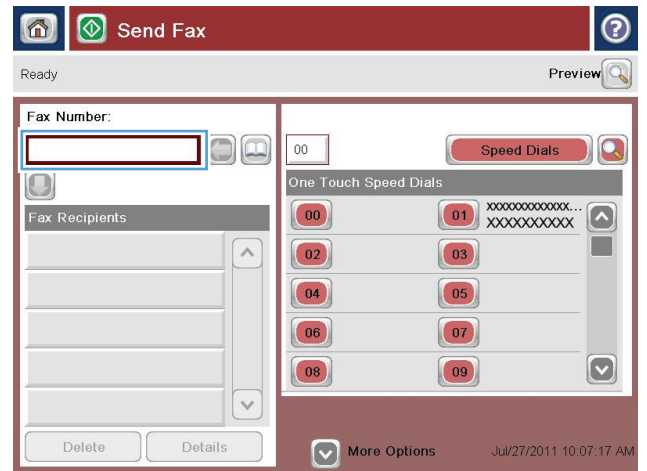 Send Fax
Ready
Preview
Fax Number:
00
Speed Dials
One Touch Speed Dials
Fax Recipients
00
01 XXXXXXXXXXXXX...
XXXXXXXXXX
02
03
04
05
06
07
08
09
Delete
Details
More Options
Jul/27/2011 10:07:17 AM